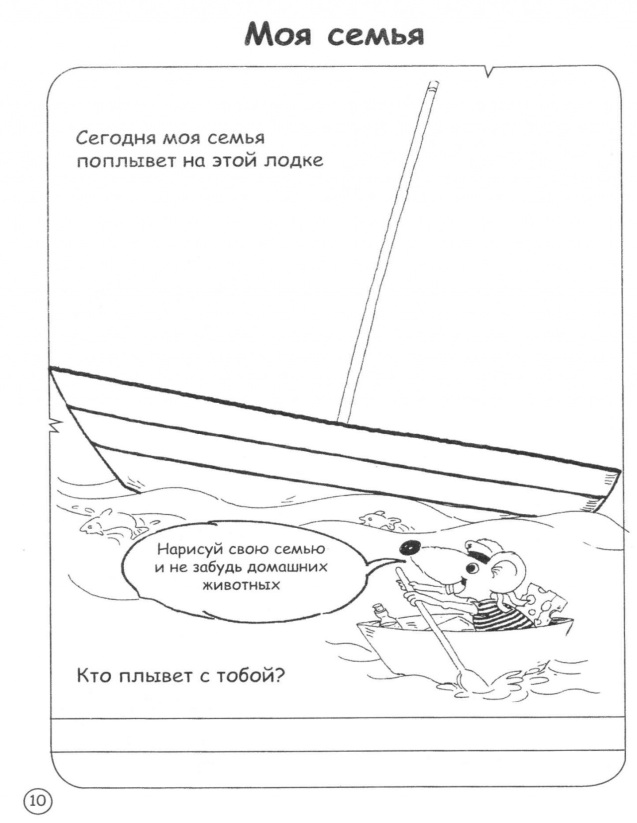 Моя семья
Сегодня моя семья
поплывет на этой лодке
Нарисуй свою семью
и не забудь домашних
животных
Кто плывет с тобой?
10